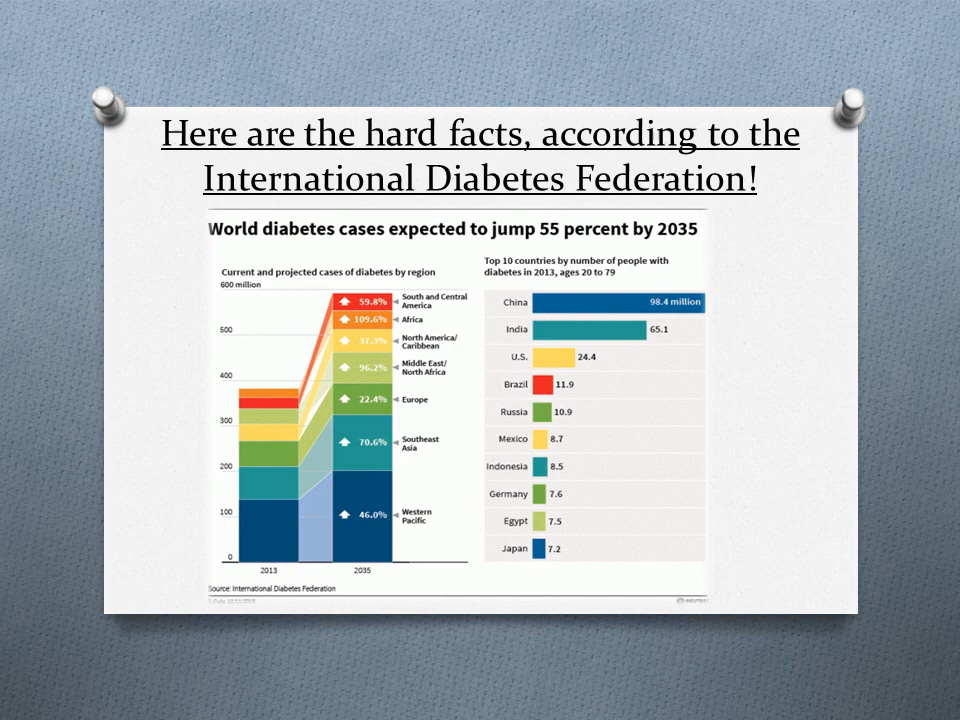 Here are the hard facts, according to the
International Diabetes Federation!
World diabetes cases expected to jump 55 percent by 2035
Current and projected cases of diabetes by region
600 million
500
400
300
200
100
0
59.8%
South and Central
America
109.6%
Africa
37.3%
North America/
Caribbean
96.2%
Middle East/
North Africa
22.4%
Europe
70.6%
Southeast
Asia
46.0%
Western
Pacific
2013
2035
Top 10 countries by number of people with
diabetes in 2013, ages 20 to 79
China 98.4 million
India 65.1
U.S. 24.4
Brazil 11.9
Russia 10.9
Mexico 8.7
Indonesia 8.5
Germany 7.6
Egypt 7.5
Japan 7.2
Source: International Diabetes Federation
REUTERS